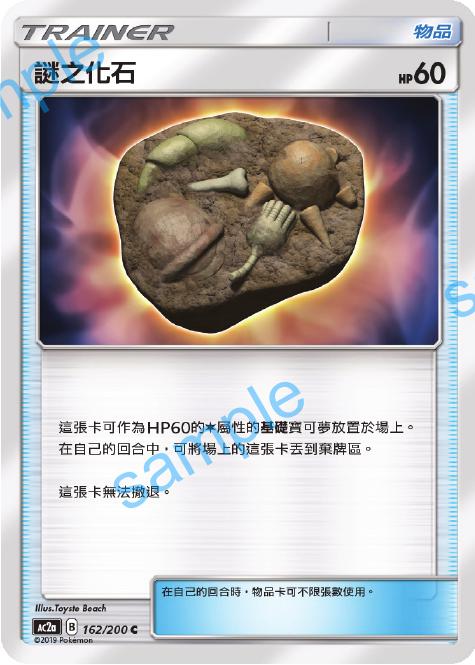 TRAINER 物品
謎之化石 HP60
sample
這張卡可作為HP60的✶屬性的基礎寶可夢放置於場上。
在自己的回合中，可將場上的這張卡丟到棄牌區。
sample
這張卡無法撤退。
在自己的回合時，物品卡可不限張數使用。
Illus.Toyste Beach
AC2a B 162/200 C
©2019 Pokémon